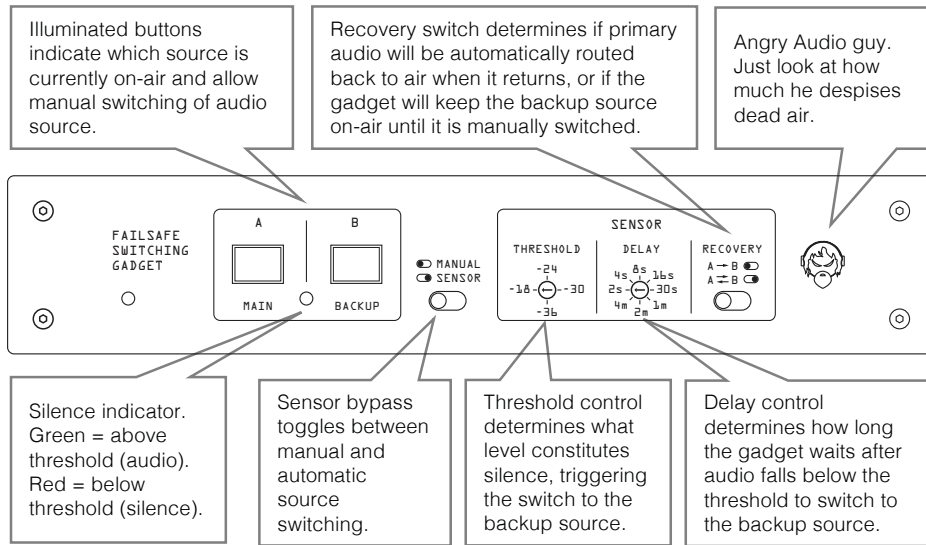 Illuminated buttons
indicate which source is
currently on-air and allow
manual switching of audio
source.
Recovery switch determines if primary
audio will be automatically routed
back to air when it returns, or if the
gadget will keep the backup source
on-air until it is manually switched.
Angry Audio guy.
Just look at how
much he despises
dead air.
FAILSAFE
SWITCHING
GADGET
A
B
MAIN
BACKUP
MANUAL
SENSOR
SENSOR
THRESHOLD
-24
-18
-30
-36
DELAY
8s
4s 16s
2s 30s
4m 1m
2m
RECOVERY
A → B
A ⇄ B
Silence indicator.
Green = above
threshold (audio).
Red = below
threshold (silence).
Sensor bypass
toggles between
manual and
automatic
source
switching.
Threshold control
determines what
level constitutes
silence, triggering
the switch to the
backup source.
Delay control
determines how long
the gadget waits after
audio falls below the
threshold to switch to
the backup source.